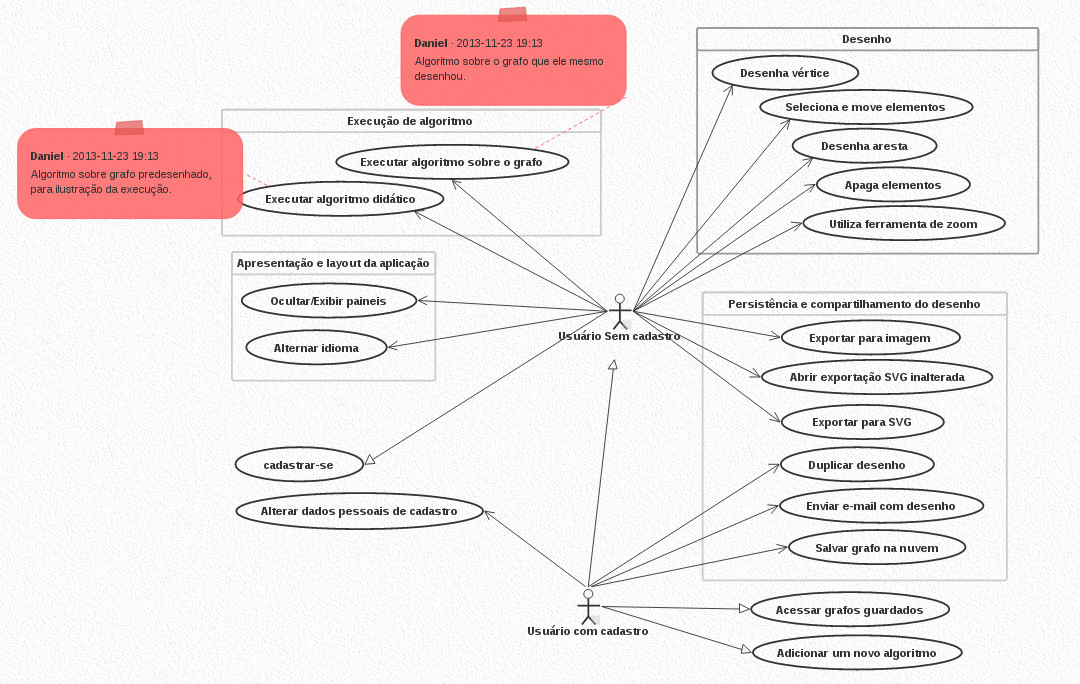 Daniel · 2013-11-23 19:13
Algoritmo sobre o grafo que ele mesmo
desenhou.
Daniel · 2013-11-23 19:13
Algoritmo sobre grafo predesenhado,
para ilustração da execução.
Execução de algoritmo
Executar algoritmo sobre o grafo
Executar algoritmo didático
Desenho
Desenha vértice
Seleciona e move elementos
Desenha aresta
Apaga elementos
Utiliza ferramenta de zoom
Apresentação e layout da aplicação
Ocultar/Exibir paineis
Alternar idioma
Usuário Sem cadastro
Persistência e compartilhamento do desenho
Exportar para imagem
Abrir exportação SVG inalterada
Exportar para SVG
Duplicar desenho
Enviar e-mail com desenho
Salvar grafo na nuvem
cadastrar-se
Alterar dados pessoais de cadastro
Usuário com cadastro
Acessar grafos guardados
Adicionar um novo algoritmo